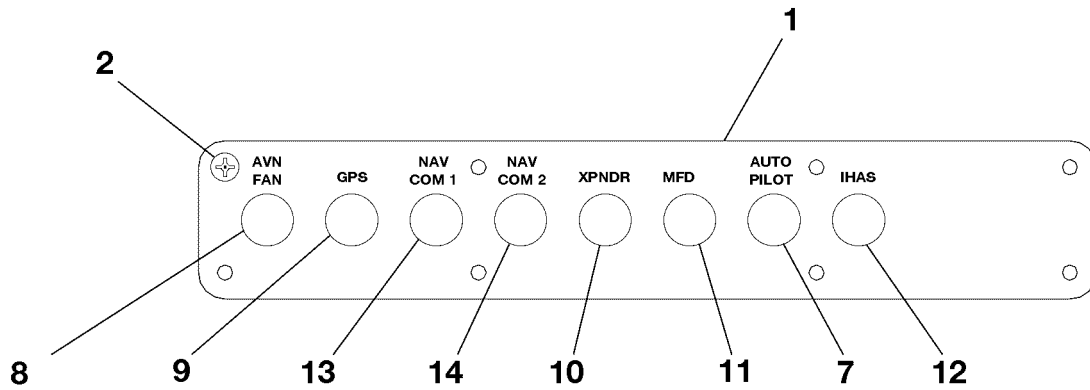 1
2
AVN
FAN
GPS
NAV
COM 1
NAV
COM 2
XPNDR
MFD
AUTO
PILOT
IHAS
8
9
13
14
10
11
7
12